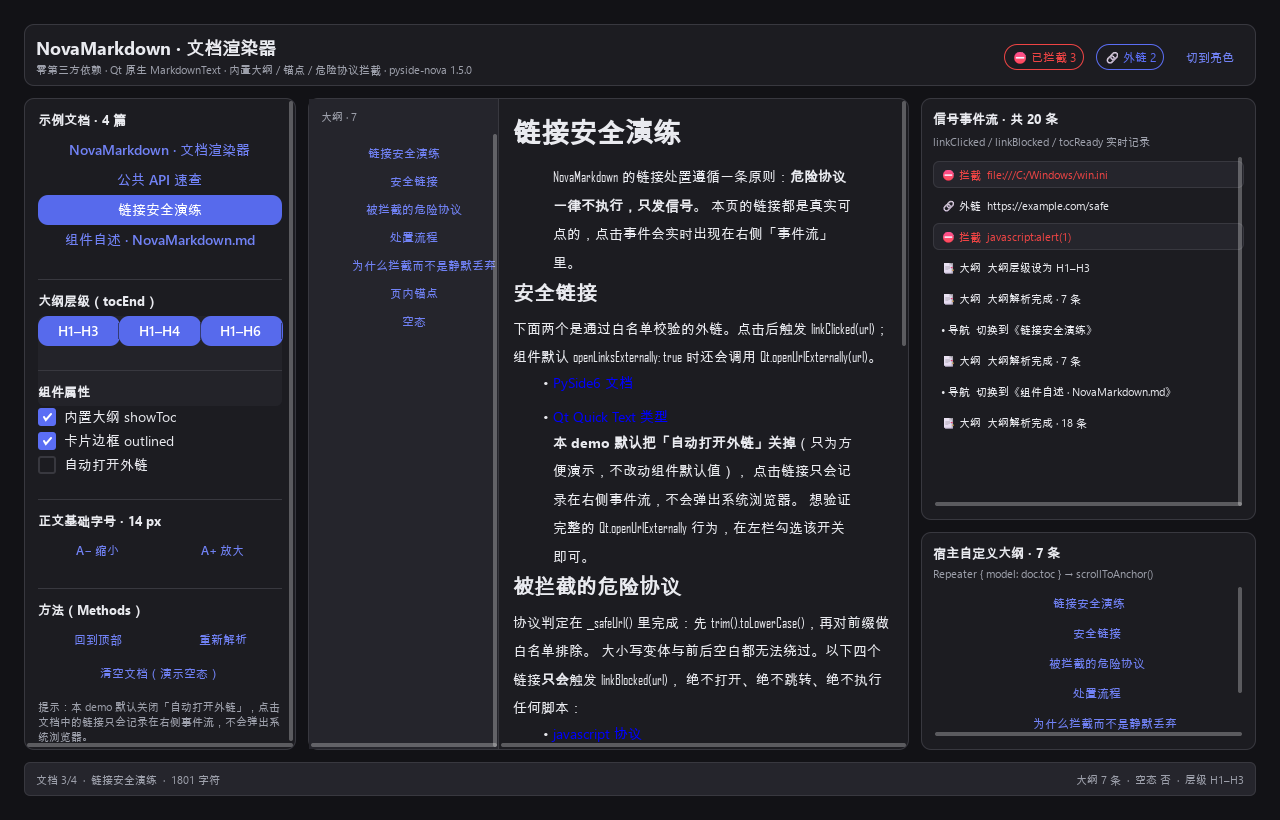 NovaMarkdown · 文档渲染器
零第三方依赖 · Qt 原生 MarkdownText · 内置大纲 / 锚点 / 危险协议拦截 · pyside-nova 1.5.0
⛔ 已拦截 3
🔗 外链 2
切到亮色
示例文档 · 4 篇
NovaMarkdown · 文档渲染器
公共 API 速查
链接安全演练
组件自述 · NovaMarkdown.md
大纲层级（tocEnd）
H1–H3
H1–H4
H1–H6
组件属性
内置大纲 showToc
卡片边框 outlined
自动打开外链
正文基础字号 · 14 px
A− 缩小
A+ 放大
方法（Methods）
回到顶部
重新解析
清空文档（演示空态）
提示：本 demo 默认关闭「自动打开外链」，点击
文档中的链接只会记录在右侧事件流，不会弹出系
统浏览器。
大纲 · 7
链接安全演练
安全链接
被拦截的危险协议
处置流程
为什么拦截而不是静默丢弃
页内锚点
空态
链接安全演练
NovaMarkdown 的链接处置遵循一条原则：危险协议
一律不执行，只发信号。 本页的链接都是真实可
点的，点击事件会实时出现在右侧「事件流」
里。
安全链接
下面两个是通过白名单校验的外链。点击后触发 linkClicked(url)；
组件默认 openLinksExternally: true 时还会调用 Qt.openUrlExternally(url)。
• PySide6 文档
• Qt Quick Text 类型
本 demo 默认把「自动打开外链」关掉（只为方
便演示，不改动组件默认值）， 点击链接只会记
录在右侧事件流，不会弹出系统浏览器。 想验证
完整的 Qt.openUrlExternally 行为，在左栏勾选该开关
即可。
被拦截的危险协议
协议判定在 _safeUrl() 里完成：先 trim().toLowerCase()，再对前缀做
白名单排除。 大小写变体与前后空白都无法绕过。以下四个
链接只会触发 linkBlocked(url)， 绝不打开、绝不跳转、绝不执行
任何脚本：
• javascript 协议
信号事件流 · 共 20 条
linkClicked / linkBlocked / tocReady 实时记录
⛔ 拦截 file:///C:/Windows/win.ini
🔗 外链 https://example.com/safe
⛔ 拦截 javascript:alert(1)
📑 大纲 大纲层级设为 H1–H3
📑 大纲 大纲解析完成 · 7 条
• 导航 切换到《链接安全演练》
📑 大纲 大纲解析完成 · 7 条
• 导航 切换到《组件自述 · NovaMarkdown.md》
📑 大纲 大纲解析完成 · 18 条
宿主自定义大纲 · 7 条
Repeater { model: doc.toc } → scrollToAnchor()
链接安全演练
安全链接
被拦截的危险协议
处置流程
为什么拦截而不是静默丢弃
文档 3/4 · 链接安全演练 · 1801 字符
大纲 7 条 · 空态 否 · 层级 H1–H3